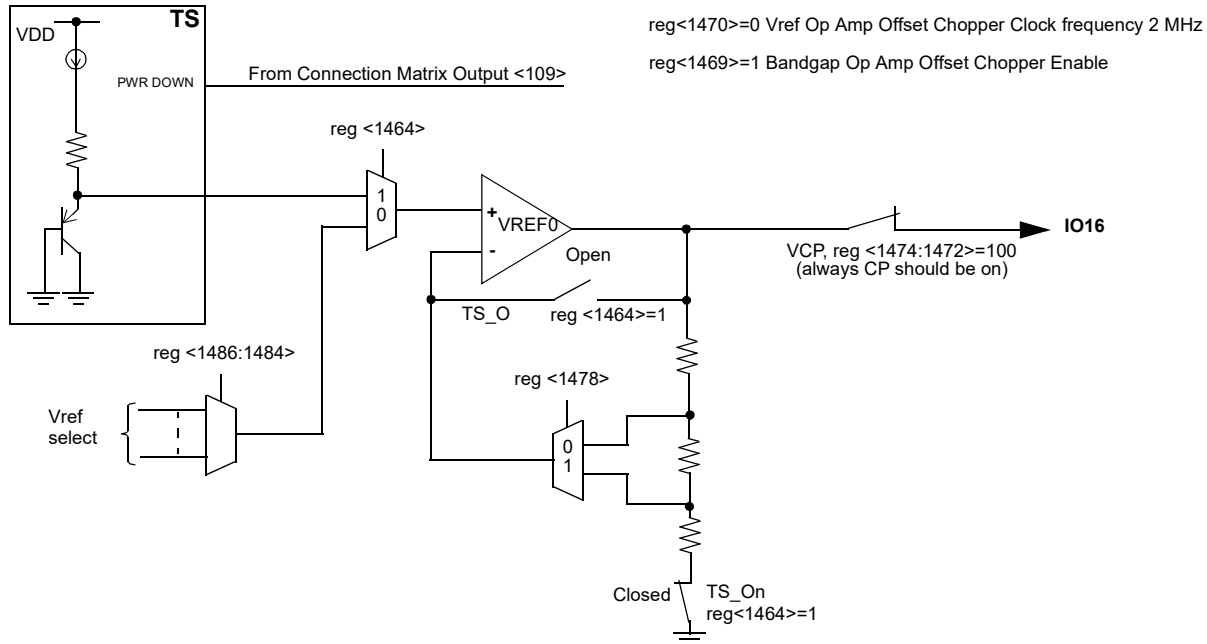 TS
VDD
PWR DOWN
From Connection Matrix Output <109>
reg<1470>=0 Vref Op Amp Offset Chopper Clock frequency 2 MHz
reg<1469>=1 Bandgap Op Amp Offset Chopper Enable
reg <1464>
1
0
+
VREF0
-
Open
TS_O
reg <1464>=1
IO16
VCP, reg <1474:1472>=100
(always CP should be on)
reg <1486:1484>
Vref
select
reg <1478>
0
1
Closed
TS_On
reg<1464>=1